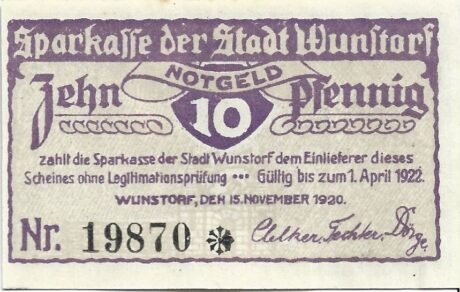 Sparkasse der Stadt Wunstorf
NOTGELD
Zehn 10 Pfennig
zahlt die Sparkasse der Stadt Wunstorf dem Einlieferer dieses
Scheines ohne Legitimationsprüfung ••• Gültig bis zum 1. April 1922.
WUNSTORF, DEN 15. NOVEMBER 1920.
Nr. 19870 *